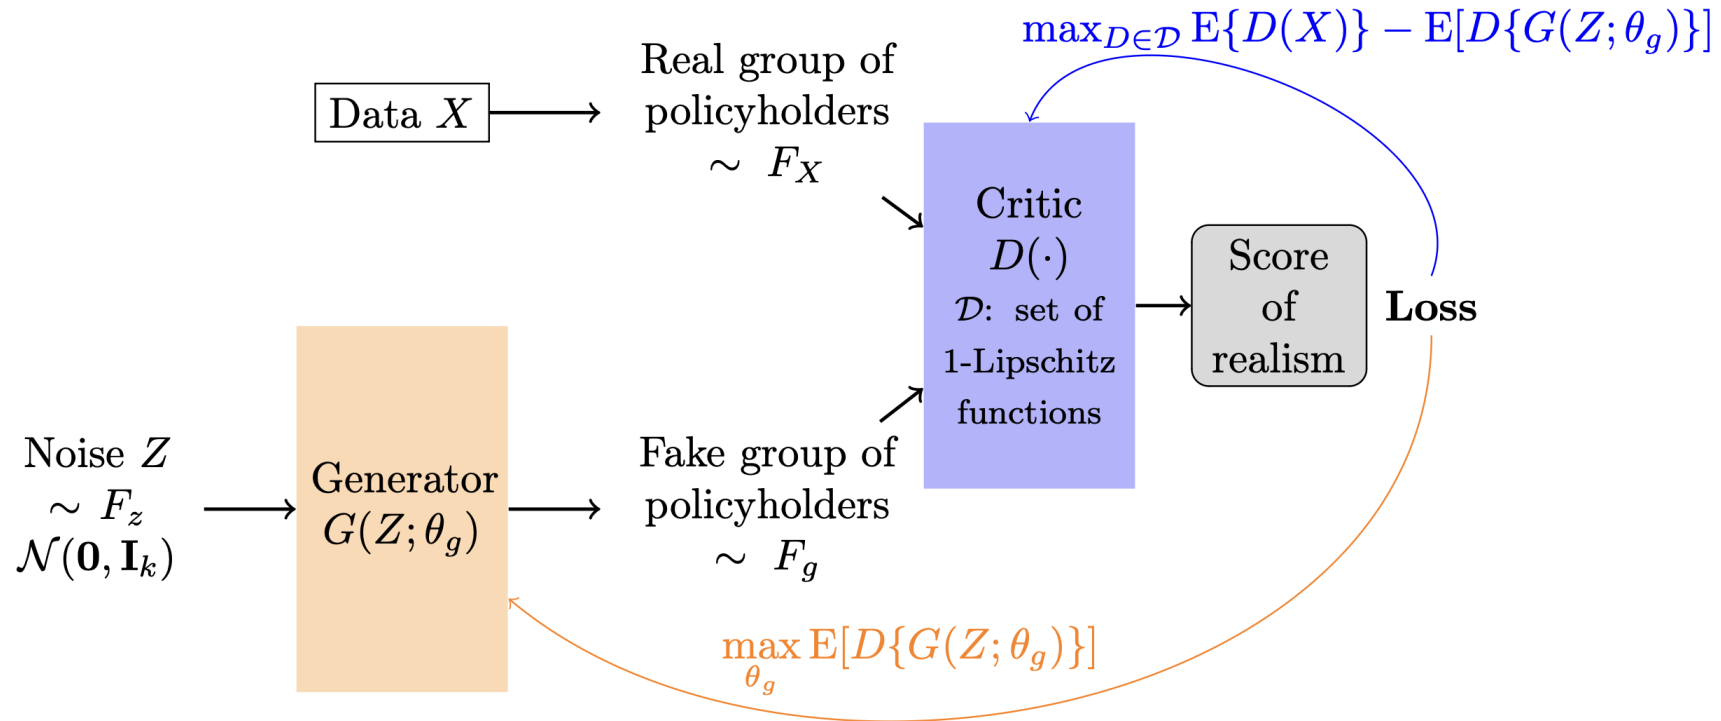 max_{D∈𝒟} E{D(X)} − E[D{G(Z; θ_g)}]
Data X
Real group of
policyholders
∼ F_X
Critic
D(·)
𝒟: set of
1-Lipschitz
functions
Score
of
realism
Loss
Noise Z
∼ F_z
𝒩(𝟎, 𝐈_k)
Generator
G(Z; θ_g)
Fake group of
policyholders
∼ F_g
max E[D{G(Z; θ_g)}]
θ_g